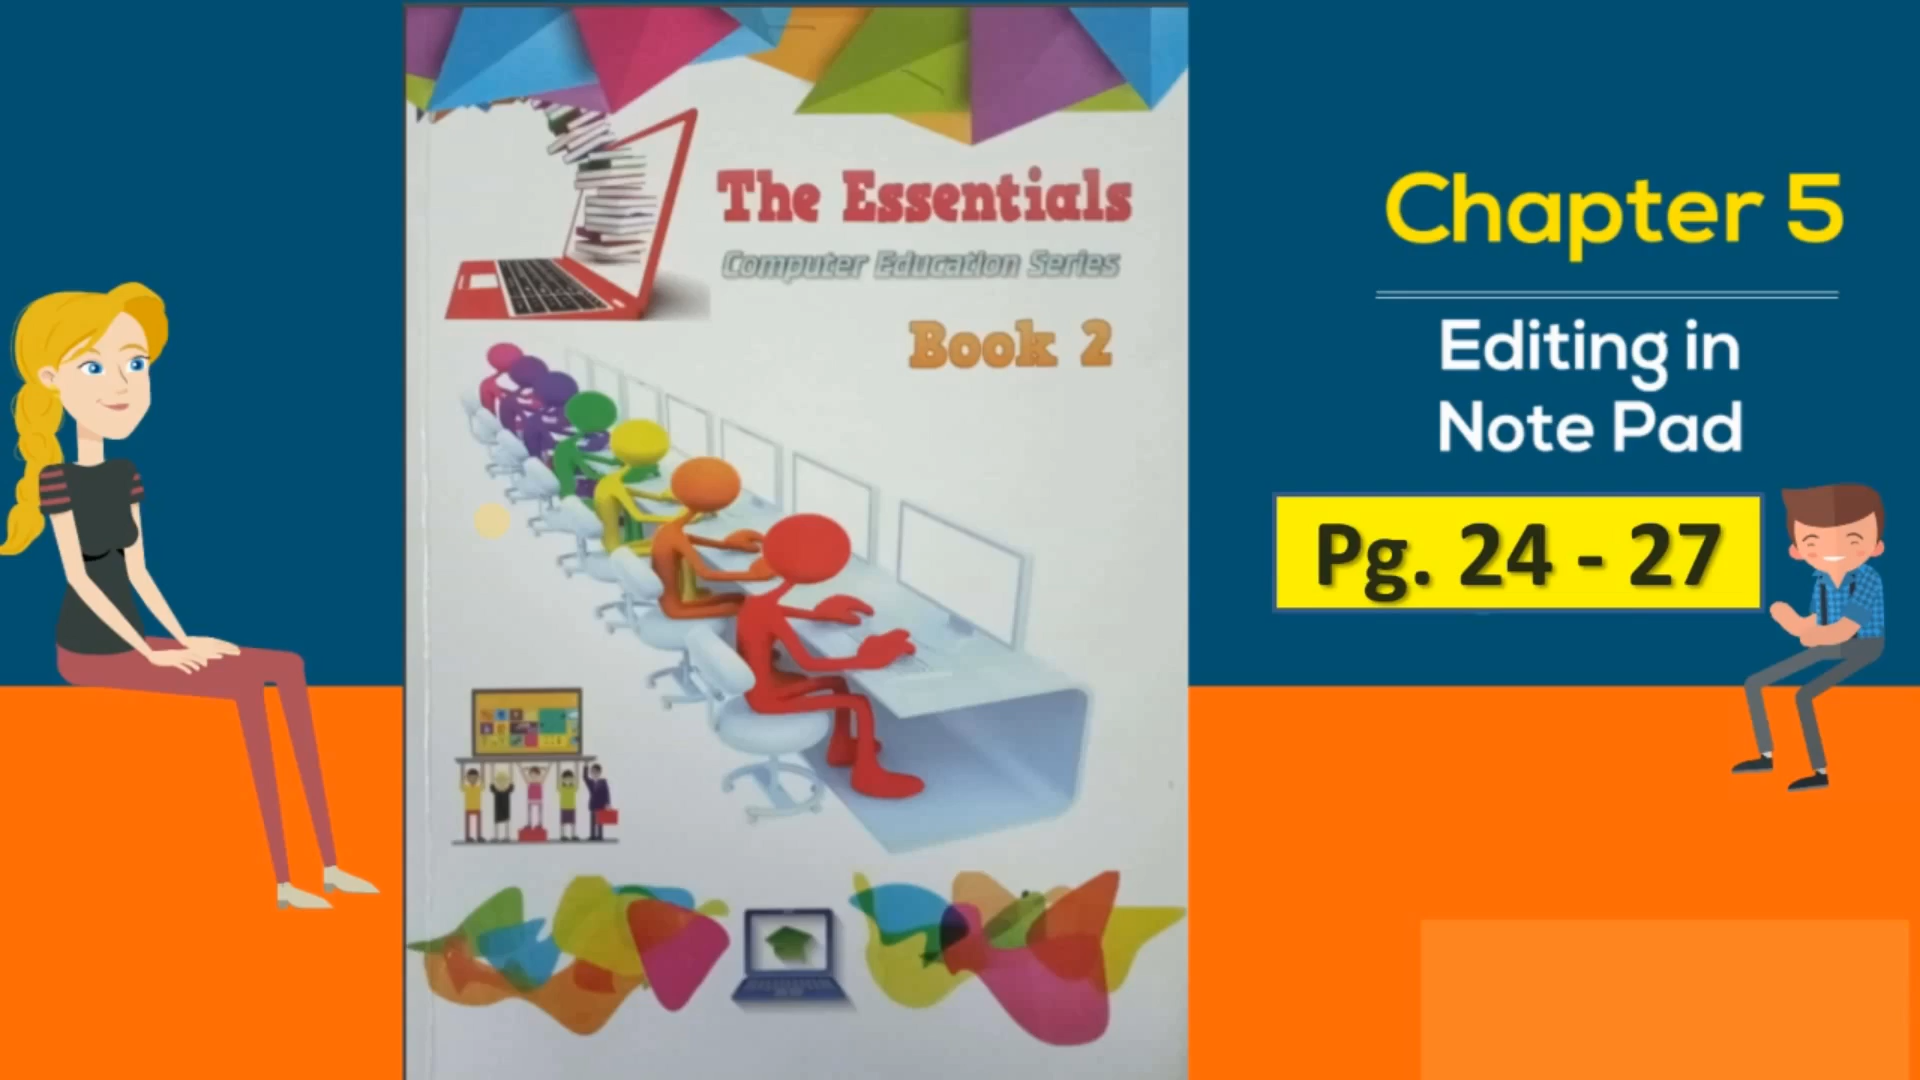 The Essentials
Computer Education Series
Book 2
Chapter 5
Editing in
Note Pad
Pg. 24 - 27